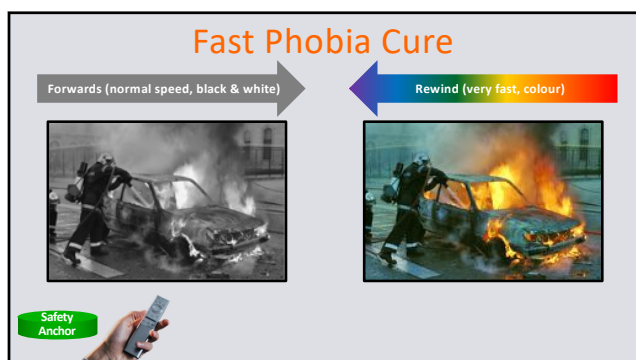 Fast Phobia Cure
Forwards (normal speed, black & white)
Rewind (very fast, colour)
Safety
Anchor